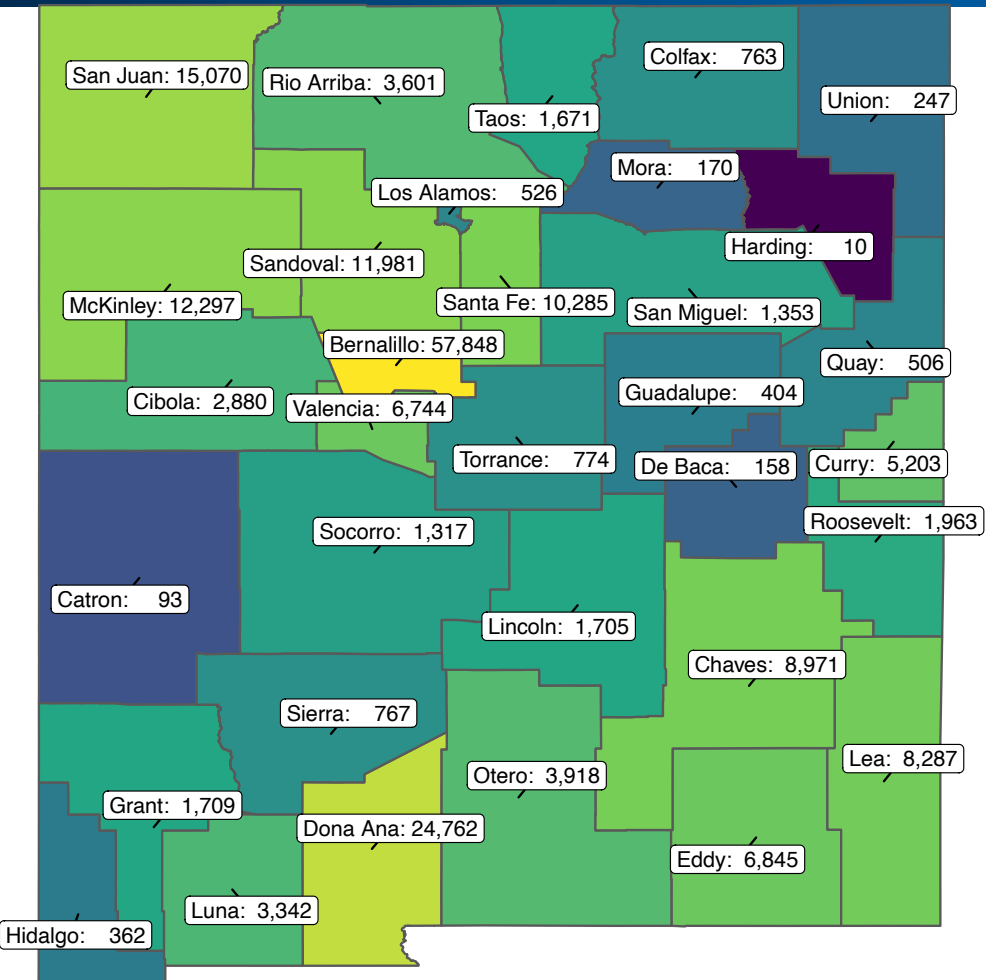 Colfax: 763
San Juan: 15,070
Rio Arriba: 3,601
Union: 247
Taos: 1,671
Mora: 170
Los Alamos: 526
Harding: 10
Sandoval: 11,981
McKinley: 12,297
Santa Fe: 10,285
San Miguel: 1,353
Bernalillo: 57,848
Quay: 506
Guadalupe: 404
Cibola: 2,880
Valencia: 6,744
Torrance: 774
De Baca: 158
Curry: 5,203
Roosevelt: 1,963
Socorro: 1,317
Catron: 93
Lincoln: 1,705
Chaves: 8,971
Sierra: 767
Lea: 8,287
Otero: 3,918
Grant: 1,709
Dona Ana: 24,762
Eddy: 6,845
Luna: 3,342
Hidalgo: 362